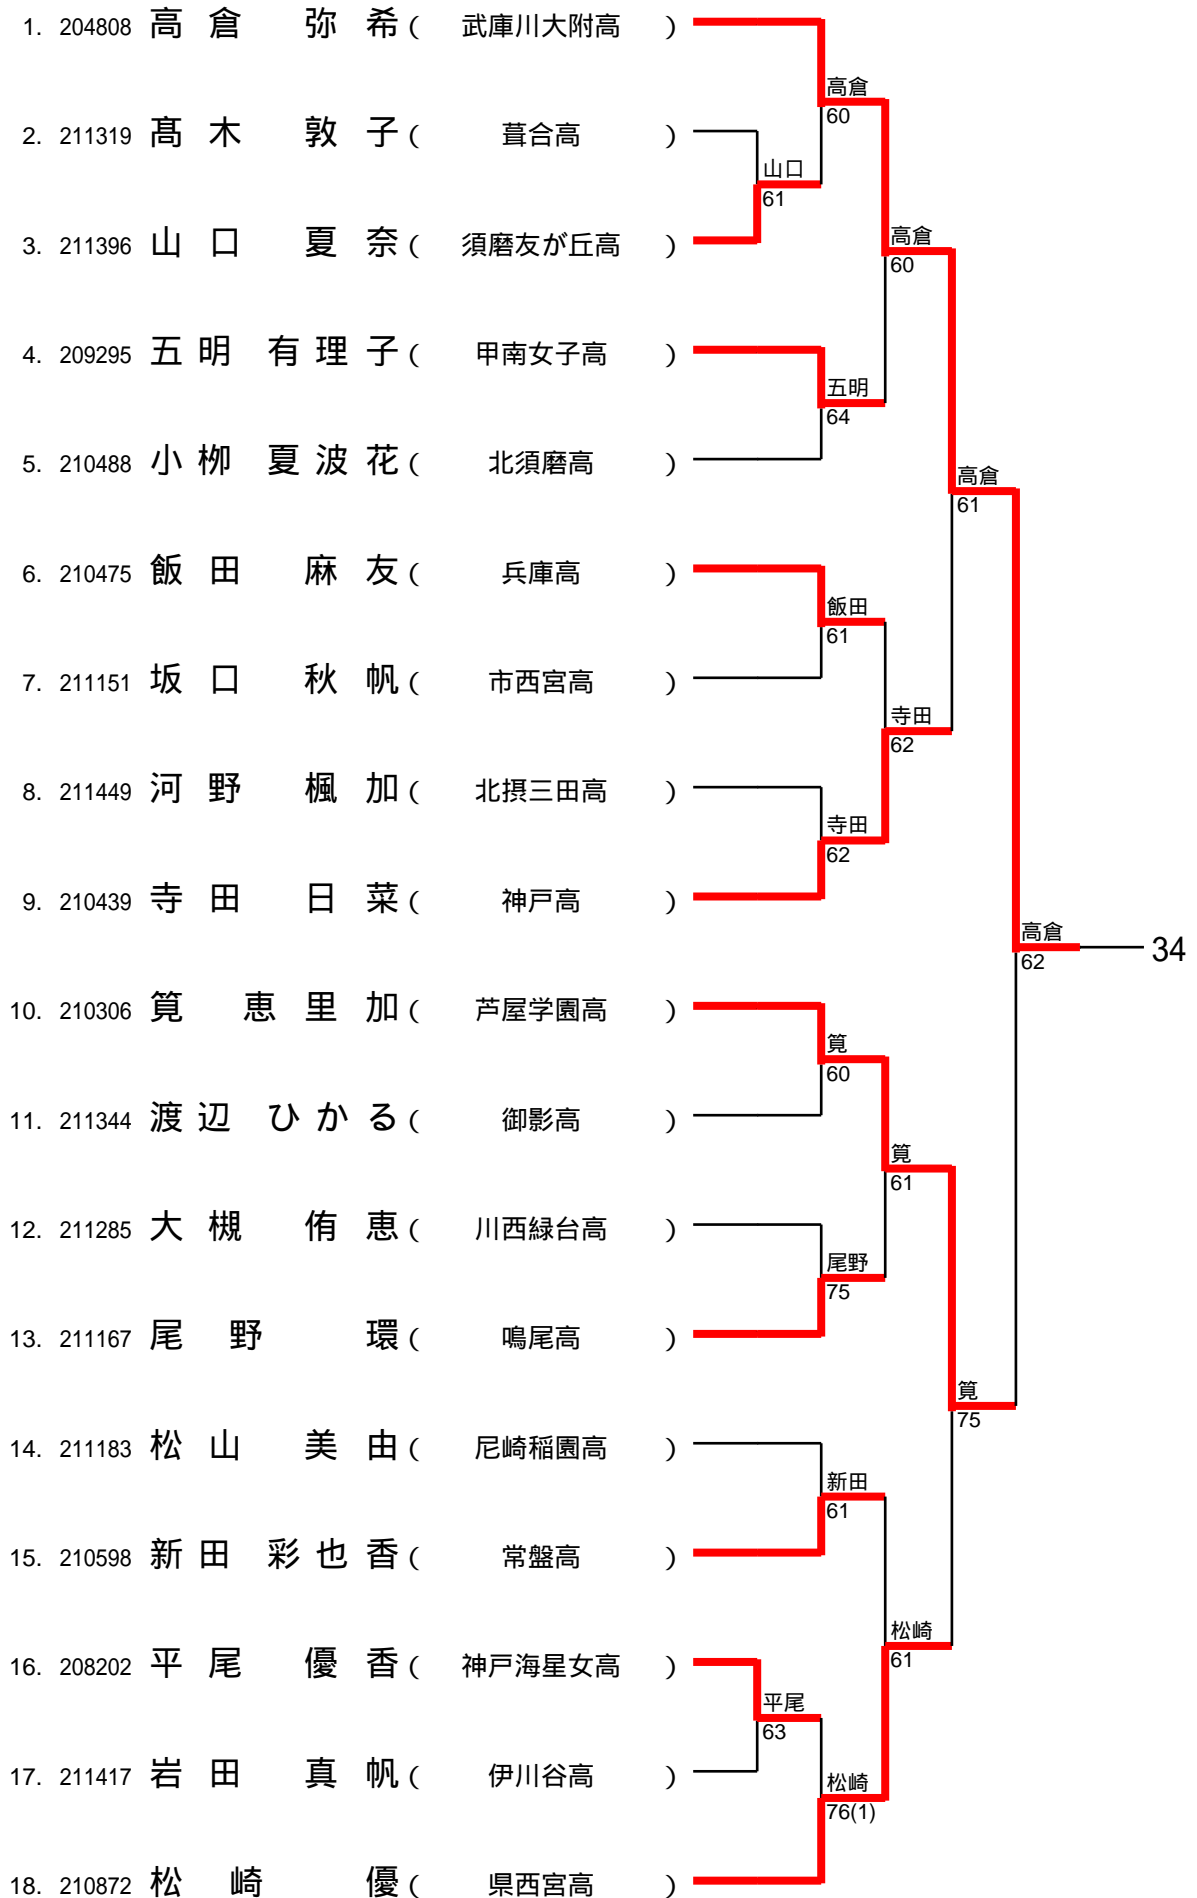 1. 204808 高倉 弥希 ( 武庫川大附高 )
高倉
60
2. 211319 髙木 敦子 ( 葺合高 )
山口
61
3. 211396 山口 夏奈 ( 須磨友が丘高 )
高倉
60
4. 209295 五明 有理子 ( 甲南女子高 )
五明
64
5. 210488 小栁 夏波花 ( 北須磨高 )
高倉
61
6. 210475 飯田 麻友 ( 兵庫高 )
飯田
61
7. 211151 坂口 秋帆 ( 市西宮高 )
寺田
62
8. 211449 河野 楓加 ( 北摂三田高 )
寺田
62
9. 210439 寺田 日菜 ( 神戸高 )
高倉
62
34
10. 210306 筧 恵里加 ( 芦屋学園高 )
筧
60
11. 211344 渡辺 ひかる ( 御影高 )
筧
61
12. 211285 大槻 侑恵 ( 川西緑台高 )
尾野
75
13. 211167 尾野 環 ( 鳴尾高 )
筧
75
14. 211183 松山 美由 ( 尼崎稲園高 )
新田
61
15. 210598 新田 彩也香 ( 常盤高 )
松崎
61
16. 208202 平尾 優香 ( 神戸海星女高 )
平尾
63
17. 211417 岩田 真帆 ( 伊川谷高 )
松崎
76(1)
18. 210872 松崎 優 ( 県西宮高 )